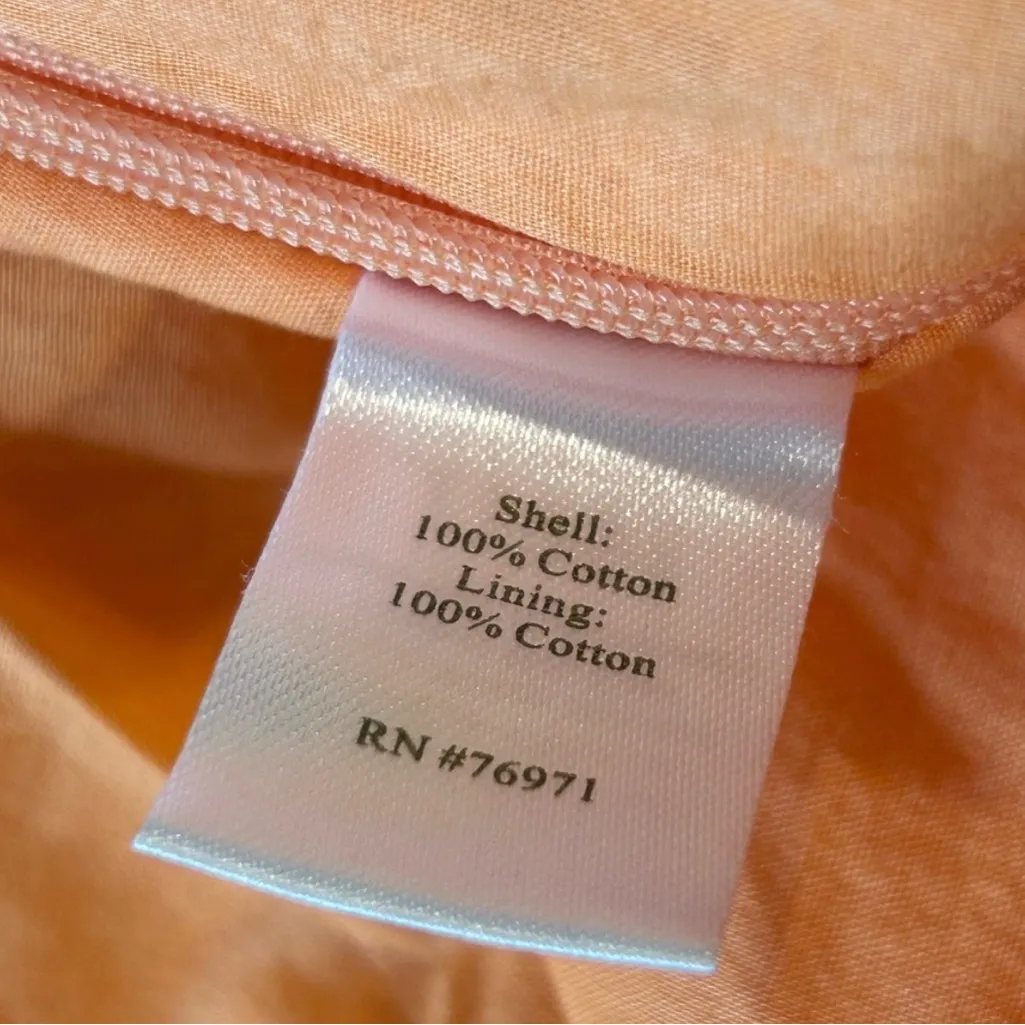 Shell:
100% Cotton
Lining:
100% Cotton
RN #76971